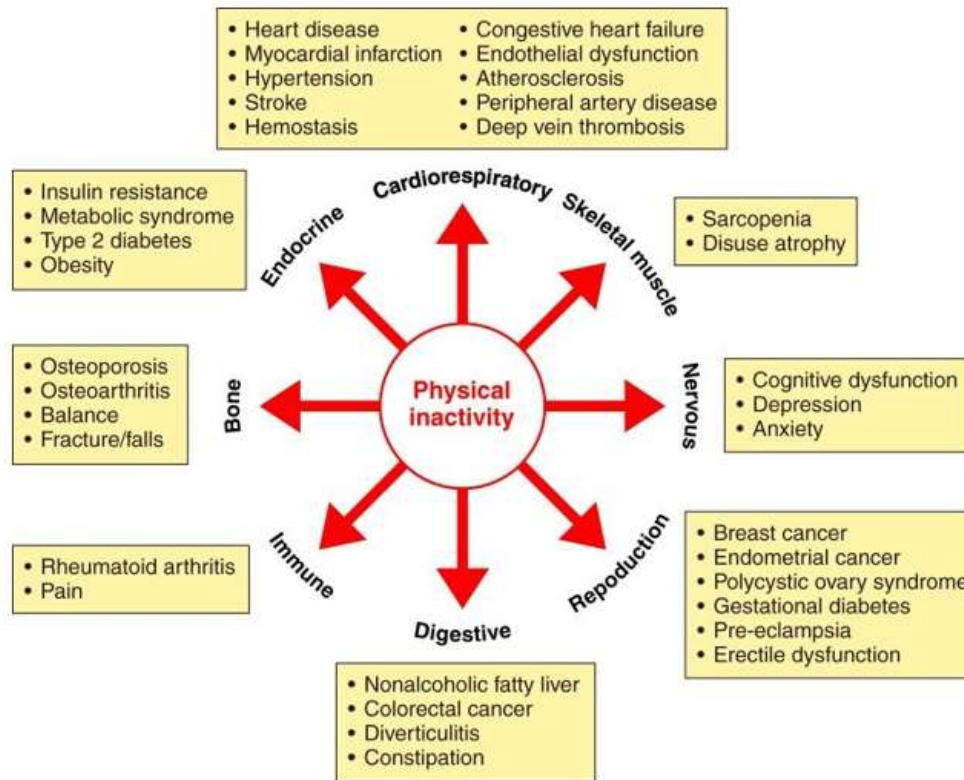 • Heart disease
• Myocardial infarction
• Hypertension
• Stroke
• Hemostasis
• Congestive heart failure
• Endothelial dysfunction
• Atherosclerosis
• Peripheral artery disease
• Deep vein thrombosis
Cardiorespiratory
• Insulin resistance
• Metabolic syndrome
• Type 2 diabetes
• Obesity
Endocrine
Skeletal muscle
• Sarcopenia
• Disuse atrophy
• Osteoporosis
• Osteoarthritis
• Balance
• Fracture/falls
Bone
Physical
inactivity
Nervous
• Cognitive dysfunction
• Depression
• Anxiety
• Rheumatoid arthritis
• Pain
Immune
Digestive
• Nonalcoholic fatty liver
• Colorectal cancer
• Diverticulitis
• Constipation
Repoduction
• Breast cancer
• Endometrial cancer
• Polycystic ovary syndrome
• Gestational diabetes
• Pre-eclampsia
• Erectile dysfunction